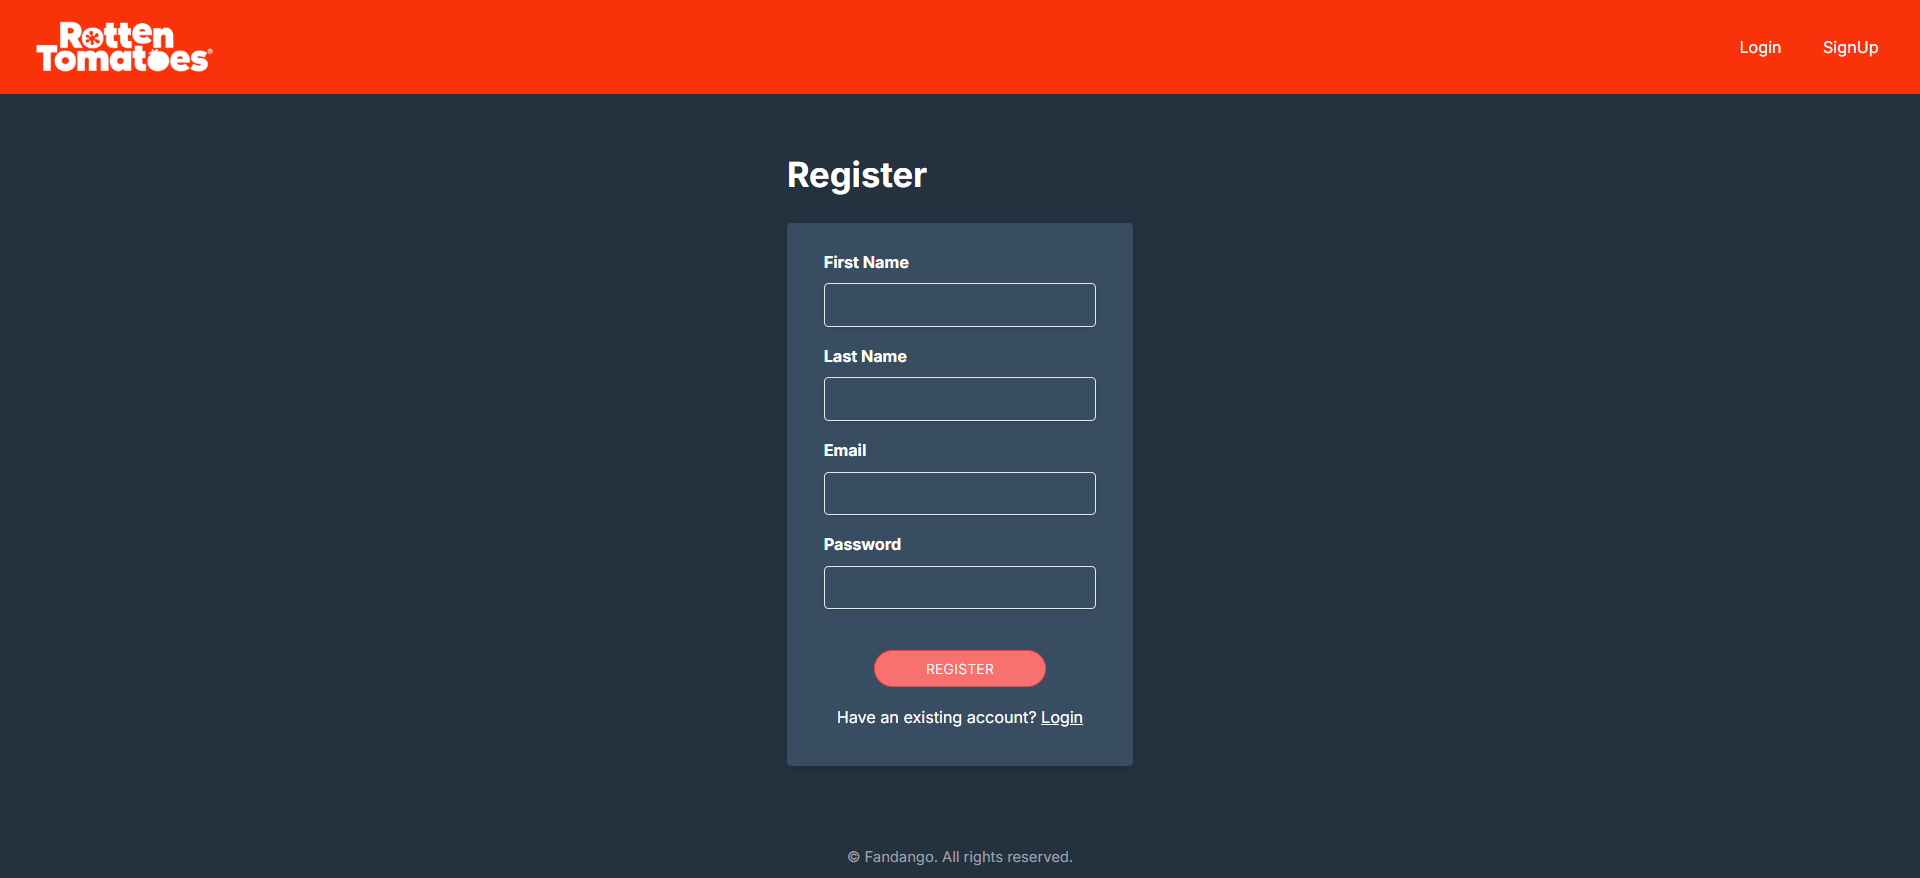 Rotten
Tomatoes®
Login
SignUp
Register
First Name
Last Name
Email
Password
REGISTER
Have an existing account? Login
© Fandango. All rights reserved.